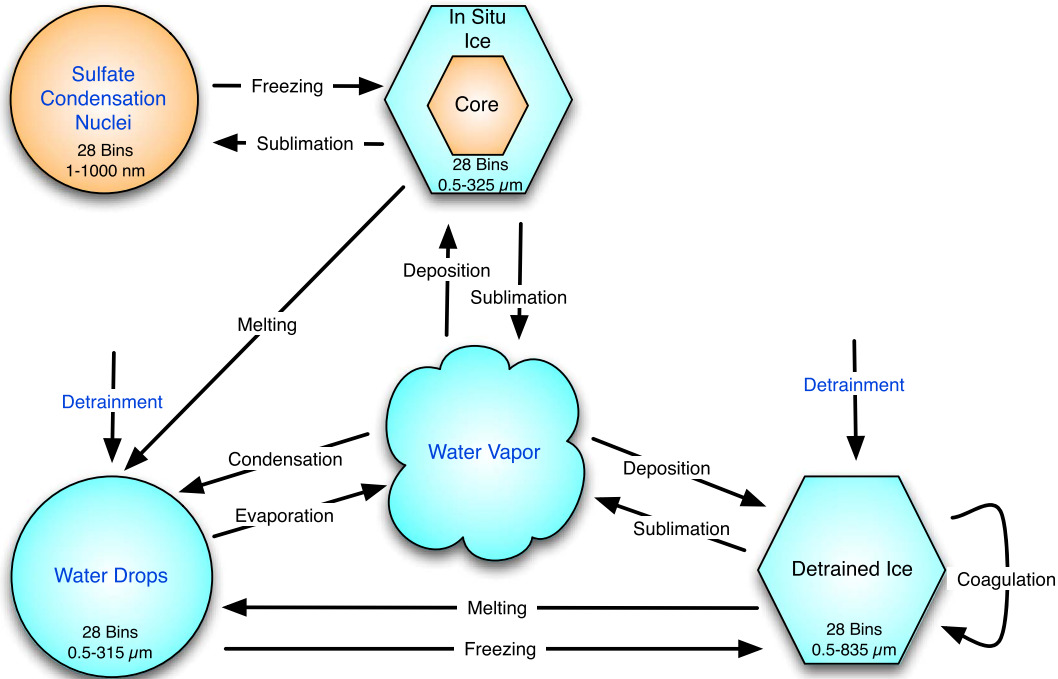 Sulfate
Condensation
Nuclei
28 Bins
1-1000 nm
Freezing
Sublimation
In Situ
Ice
Core
28 Bins
0.5-325 µm
Deposition
Sublimation
Melting
Detrainment
Detrainment
Water Vapor
Condensation
Evaporation
Deposition
Sublimation
Water Drops
28 Bins
0.5-315 µm
Melting
Freezing
Detrained Ice
28 Bins
0.5-835 µm
Coagulation